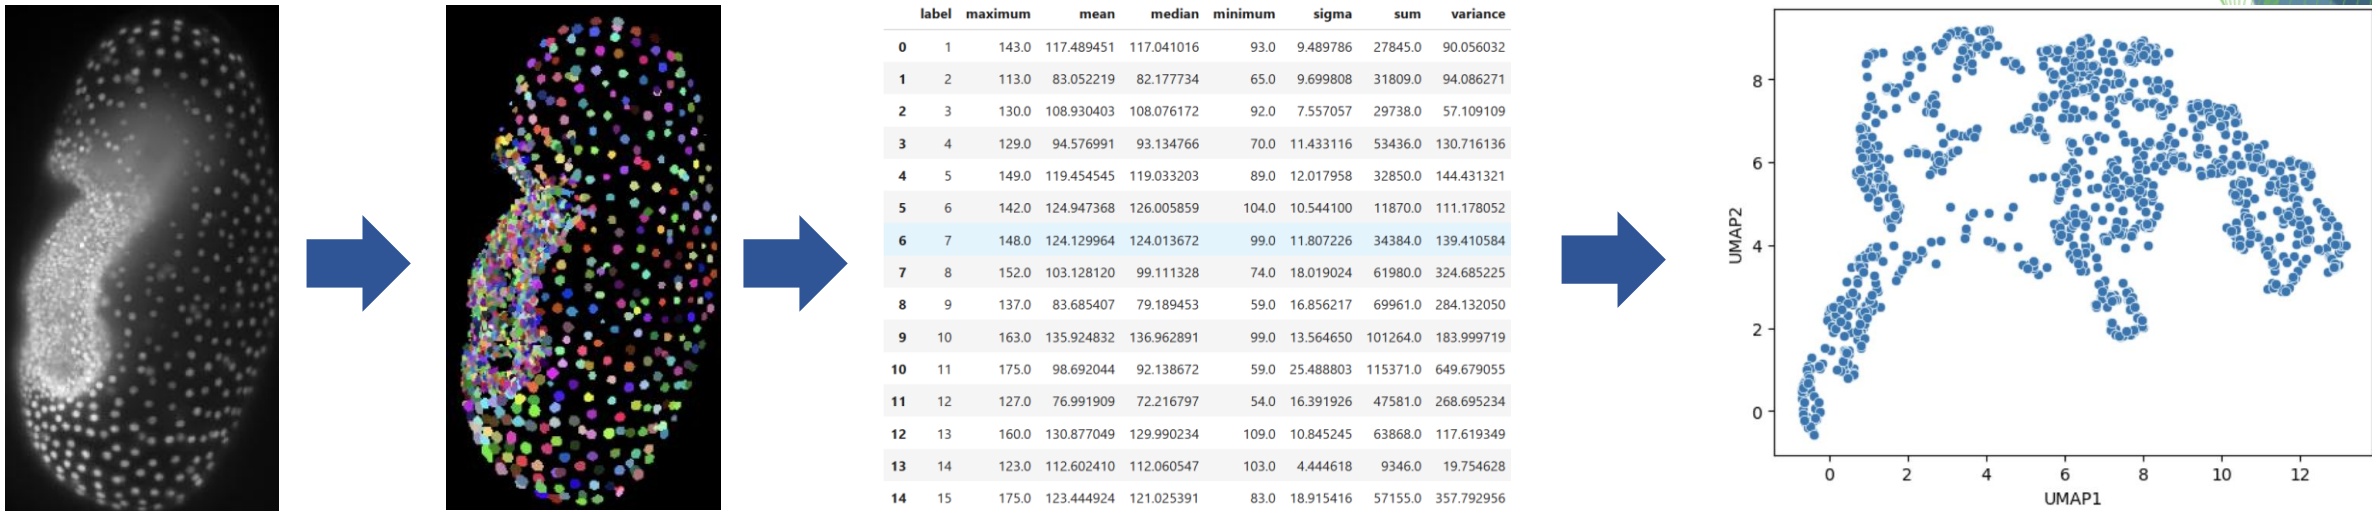 label maximum mean median minimum sigma sum variance
0 1 143.0 117.489451 117.041016 93.0 9.489786 27845.0 90.056032
1 2 113.0 83.052219 82.177734 65.0 9.699808 31809.0 94.086271
2 3 130.0 108.930403 108.076172 92.0 7.557057 29738.0 57.109109
3 4 129.0 94.576991 93.134766 70.0 11.433116 53436.0 130.716136
4 5 149.0 119.454545 119.033203 89.0 12.017958 32850.0 144.431321
5 6 142.0 124.947368 126.005859 104.0 10.544100 11870.0 111.178052
6 7 148.0 124.129964 124.013672 99.0 11.807226 34384.0 139.410584
7 8 152.0 103.128120 99.111328 74.0 18.019024 61980.0 324.685225
8 9 137.0 83.685407 79.189453 59.0 16.856217 69961.0 284.132050
9 10 163.0 135.924832 136.962891 99.0 13.564650 101264.0 183.999719
10 11 175.0 98.692044 92.138672 59.0 25.488803 115371.0 649.679055
11 12 127.0 76.991909 72.216797 54.0 16.391926 47581.0 268.695234
12 13 160.0 130.877049 129.990234 109.0 10.845245 63868.0 117.619349
13 14 123.0 112.602410 112.060547 103.0 4.444618 9346.0 19.754628
14 15 175.0 123.444924 121.025391 83.0 18.915416 57155.0 357.792956
UMAP2
8
6
4
2
0
0 2 4 6 8 10 12
UMAP1